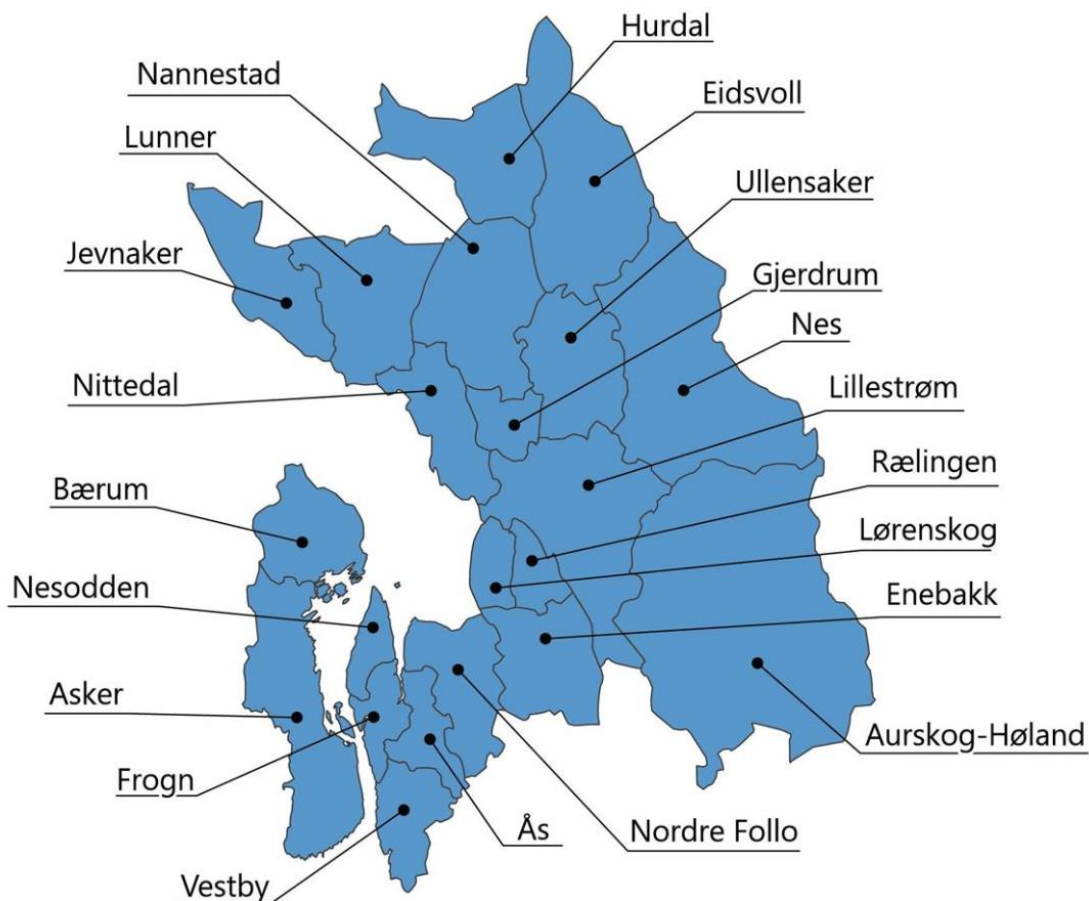 Hurdal
Nannestad
Eidsvoll
Lunner
Ullensaker
Jevnaker
Gjerdrum
Nes
Nittedal
Lillestrøm
Rælingen
Bærum
Lørenskog
Nesodden
Enebakk
Asker
Aurskog-Høland
Frogn
Ås
Nordre Follo
Vestby